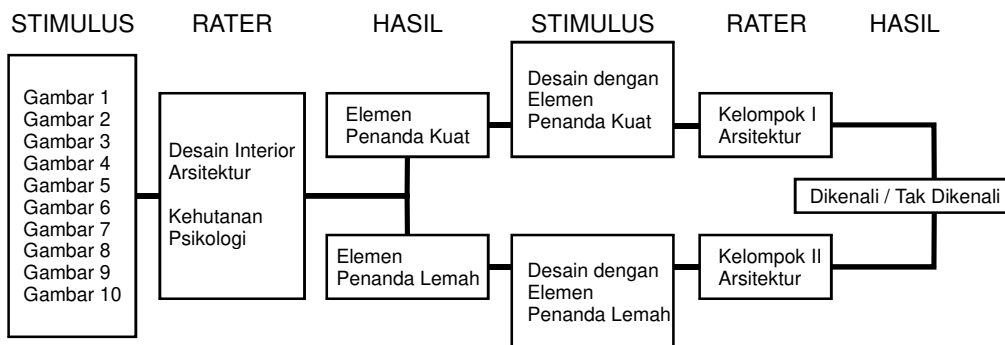 STIMULUS RATER HASIL STIMULUS RATER HASIL
Gambar 1
Gambar 2
Gambar 3
Gambar 4
Gambar 5
Gambar 6
Gambar 7
Gambar 8
Gambar 9
Gambar 10
Desain Interior
Arsitektur
Kehutanan
Psikologi
Elemen
Penanda Kuat
Elemen
Penanda Lemah
Desain dengan
Elemen
Penanda Kuat
Desain dengan
Elemen
Penanda Lemah
Kelompok I
Arsitektur
Kelompok II
Arsitektur
Dikenali / Tak Dikenali